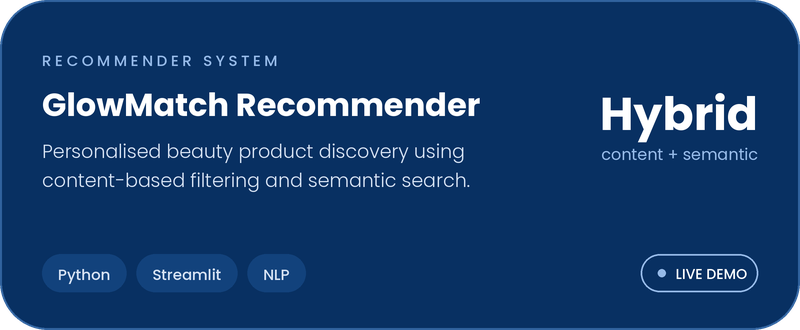 RECOMMENDER SYSTEM
GlowMatch Recommender
Personalised beauty product discovery using
content-based filtering and semantic search.
Hybrid
content + semantic
Python
Streamlit
NLP
LIVE DEMO